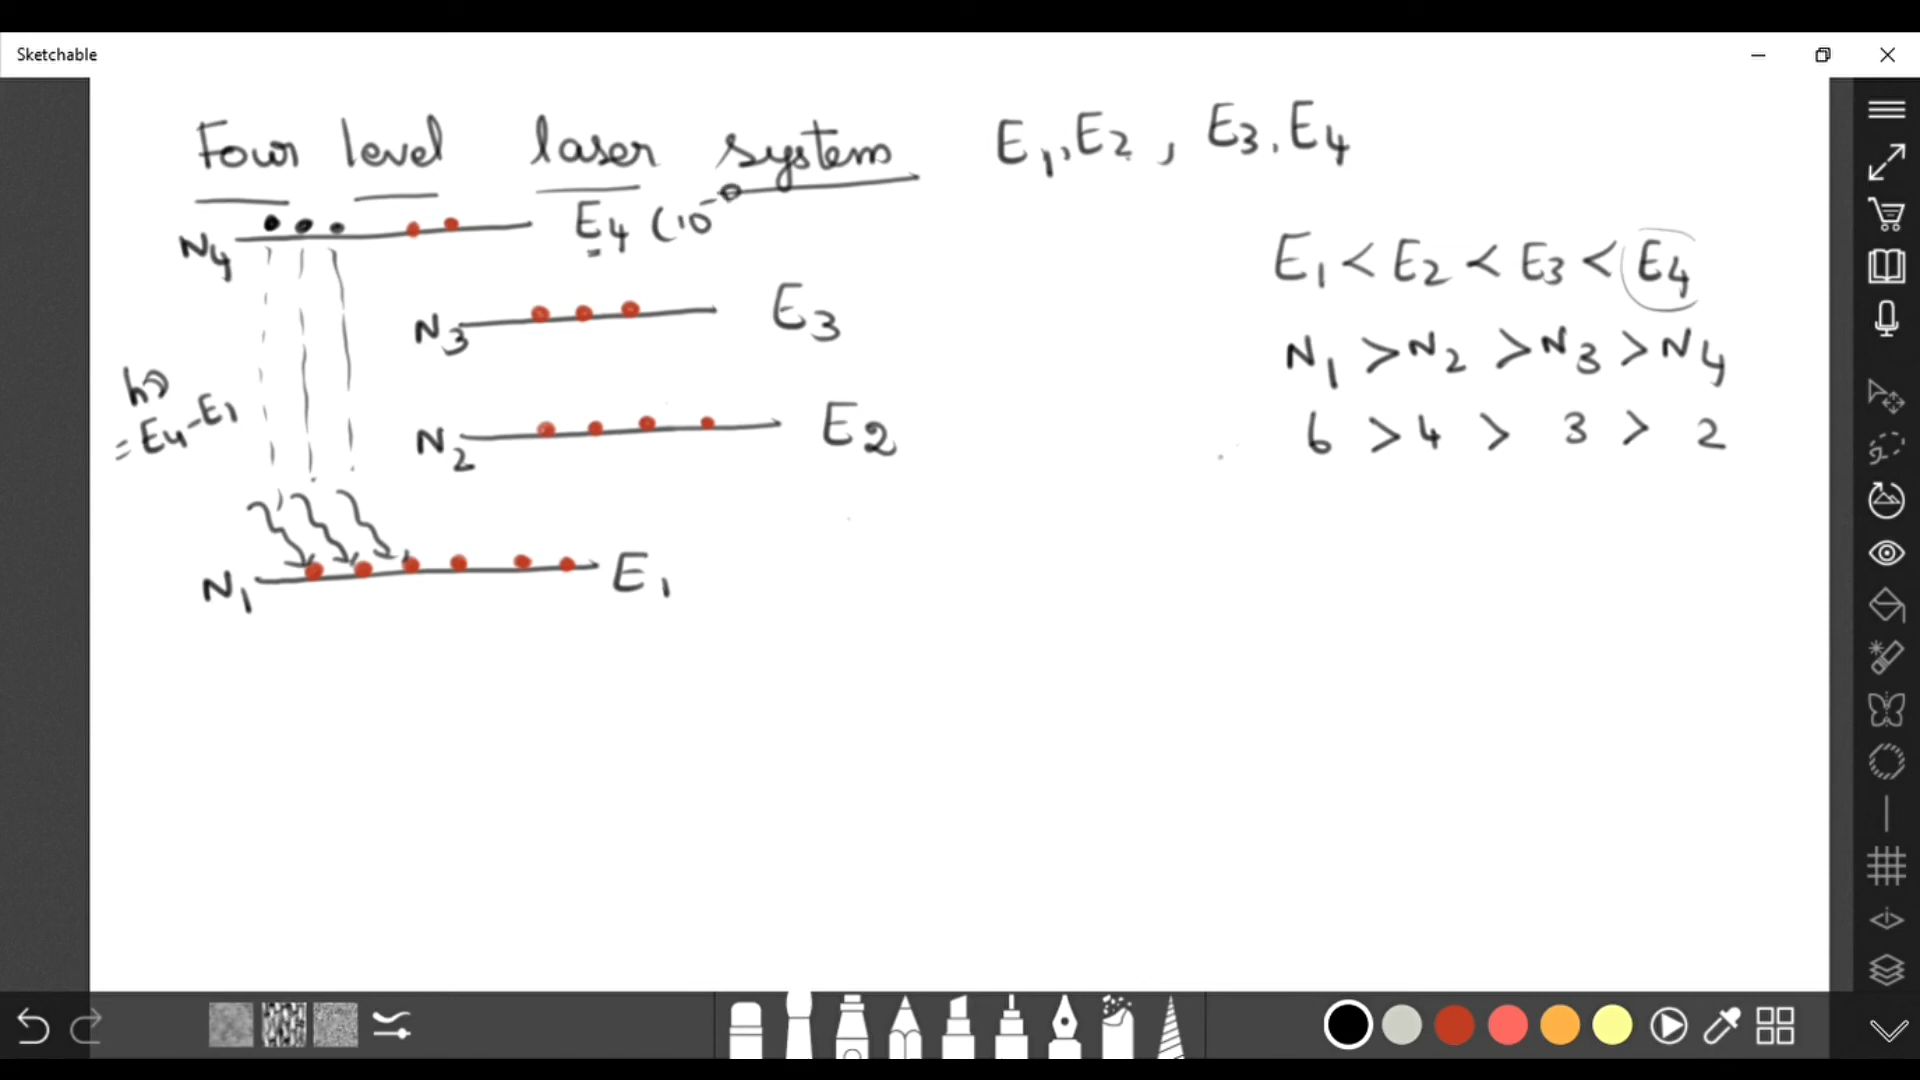 Sketchable
Four level laser system E1, E2, E3, E4
N4 E4 (10^-8
E1 < E2 < E3 < E4
N3 E3
N1 > N2 > N3 > N4
hν
= E4 - E1
N2 E2
6 > 4 > 3 > 2
N1 E1